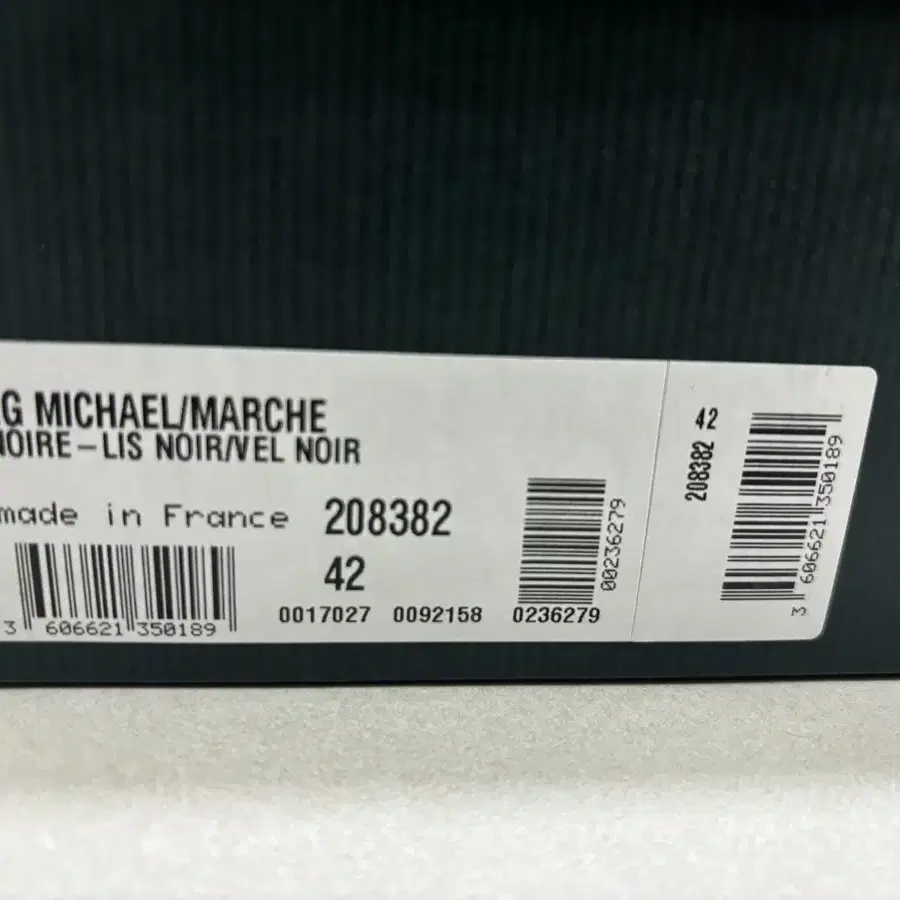 G MICHAEL/MARCHE
NOIRE-LIS NOIR/VEL NOIR
made in France 208382
42
3 606621 350189
0017027 0092158 0236279
00236279
42
208382
3 606621 350189